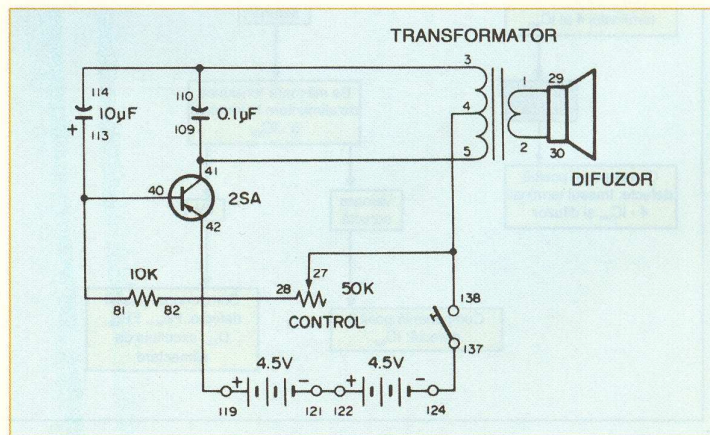 TRANSFORMATOR
3
114
110
1
29
10µF
0.1µF
4
+
113
109
5
2
30
41
DIFUZOR
40
2SA
42
10K
27
28
50K
138
81
82
CONTROL
137
4.5V
4.5V
+
−
+
−
119
121
122
124